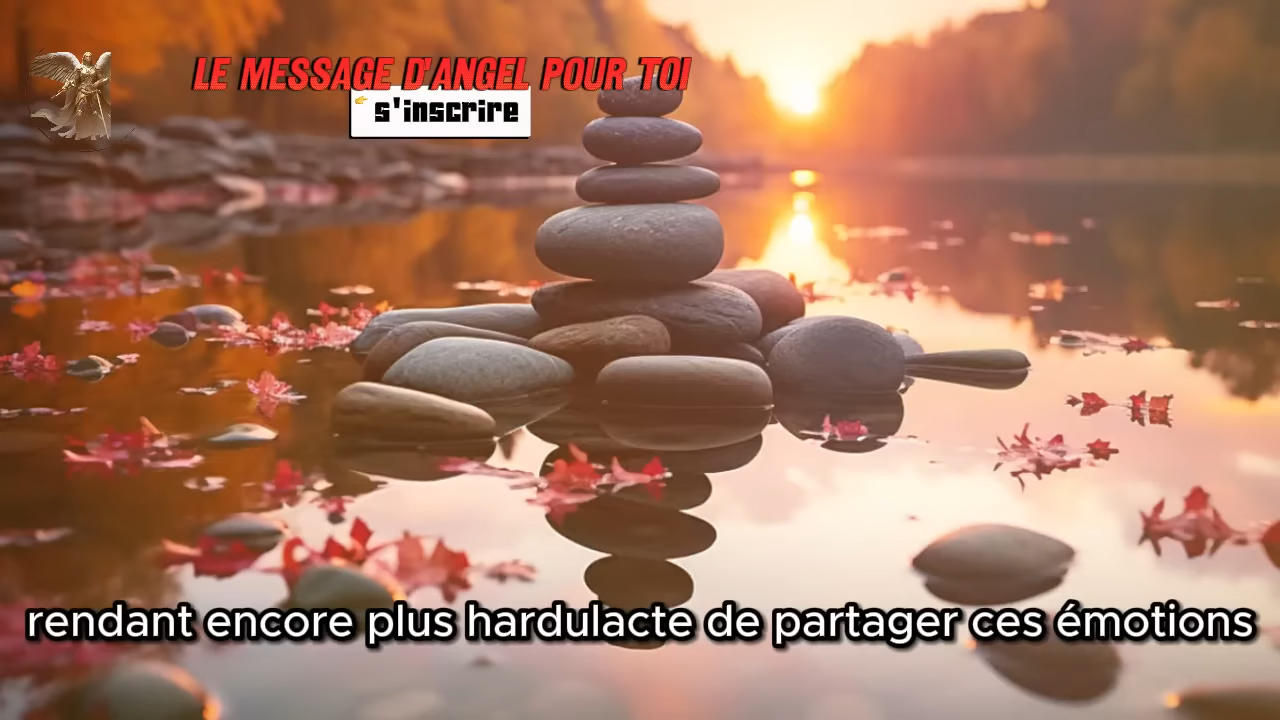 LE MESSAGE D'ANGEL POUR TOI
s'inscrire
rendant encore plus hardulacte de partager ces émotions